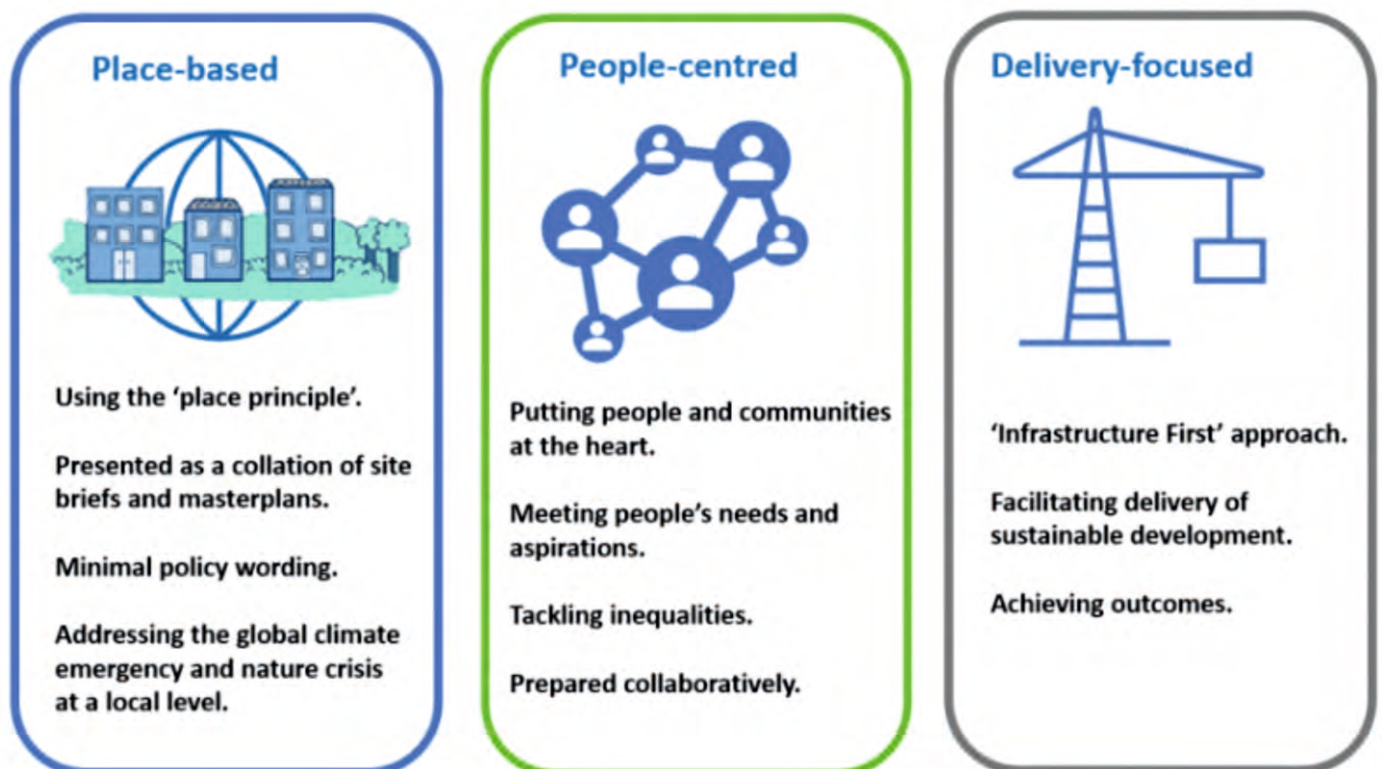 Place-based
Using the ‘place principle’.
Presented as a collation of site
briefs and masterplans.
Minimal policy wording.
Addressing the global climate
emergency and nature crisis
at a local level.
People-centred
Putting people and communities
at the heart.
Meeting people’s needs and
aspirations.
Tackling inequalities.
Prepared collaboratively.
Delivery-focused
‘Infrastructure First’ approach.
Facilitating delivery of
sustainable development.
Achieving outcomes.